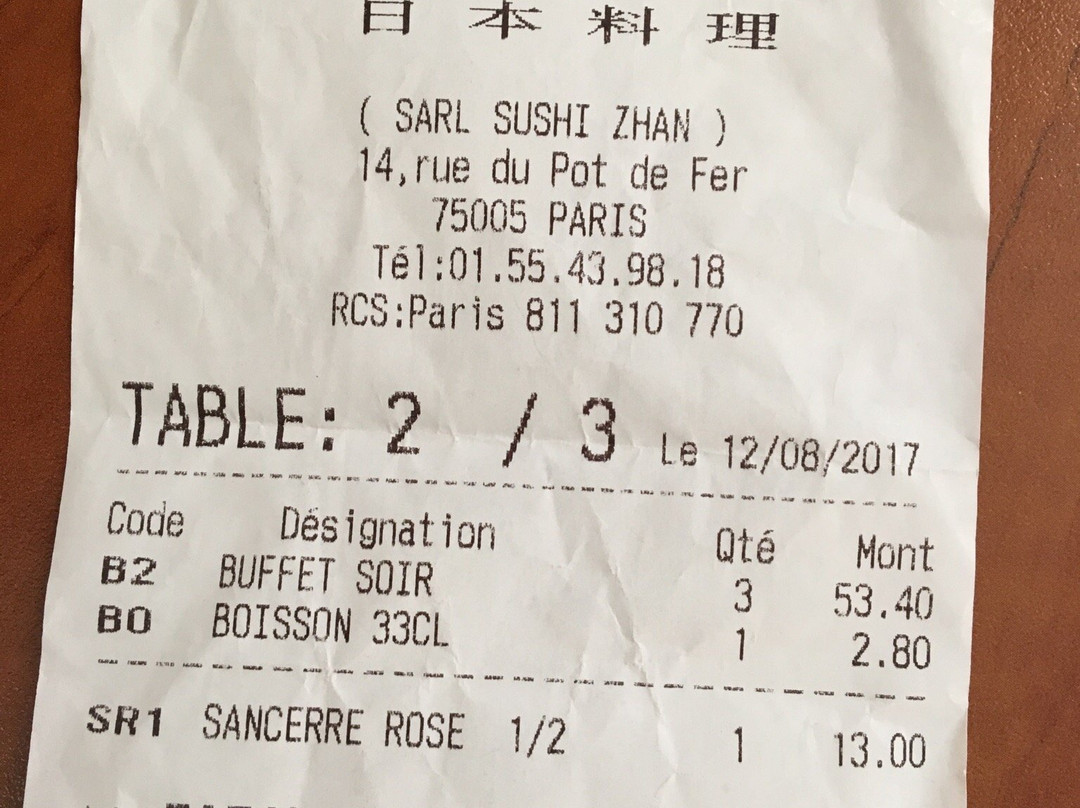 日本料理
( SARL SUSHI ZHAN )
14,rue du Pot de Fer
75005 PARIS
Tél:01.55.43.98.18
RCS:Paris 811 310 770
TABLE: 2 / 3 Le 12/08/2017
Code Désignation Qté Mont
B2 BUFFET SOIR 3 53.40
B0 BOISSON 33CL 1 2.80
SR1 SANCERRE ROSE 1/2 1 13.00